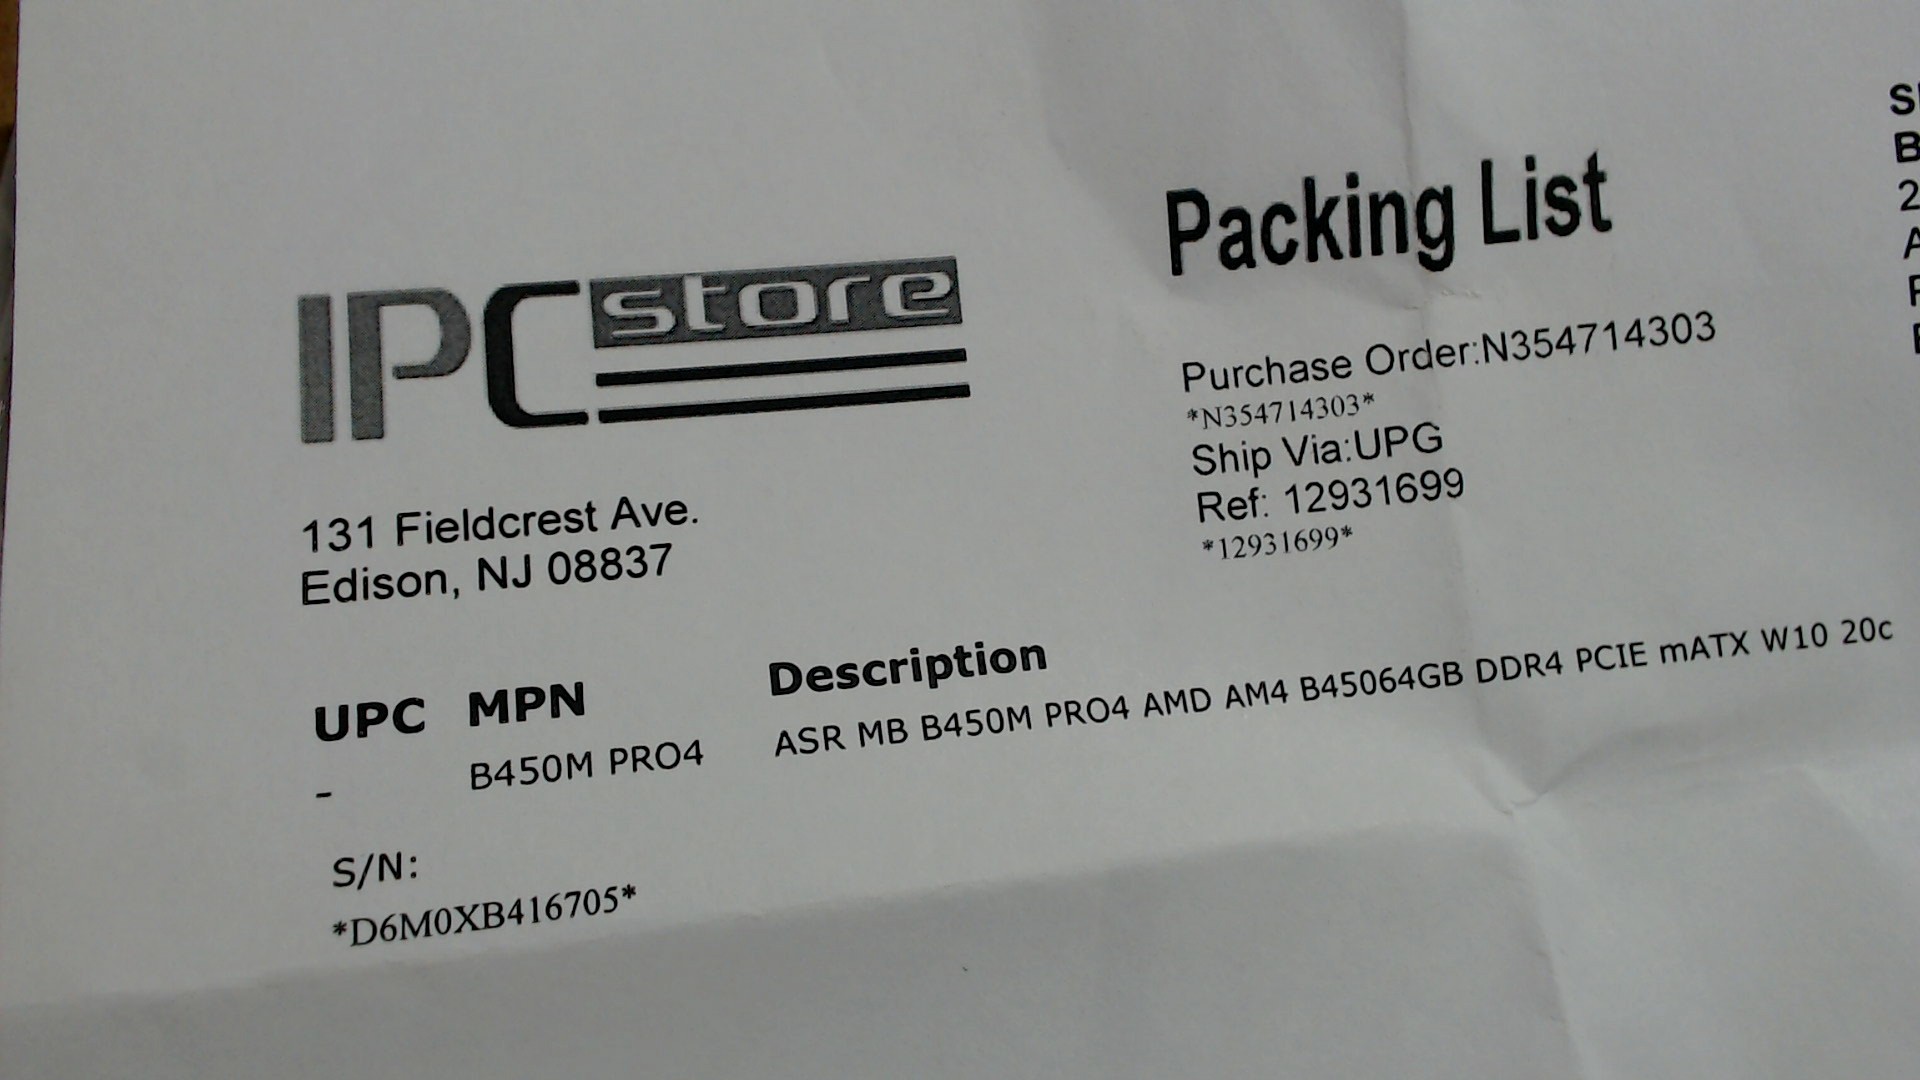 IPC store
131 Fieldcrest Ave.
Edison, NJ 08837
Packing List
Purchase Order:N354714303
*N354714303*
Ship Via:UPG
Ref: 12931699
*12931699*
UPC MPN Description
- B450M PRO4 ASR MB B450M PRO4 AMD AM4 B45064GB DDR4 PCIE mATX W10 20c
S/N:
*D6M0XB416705*